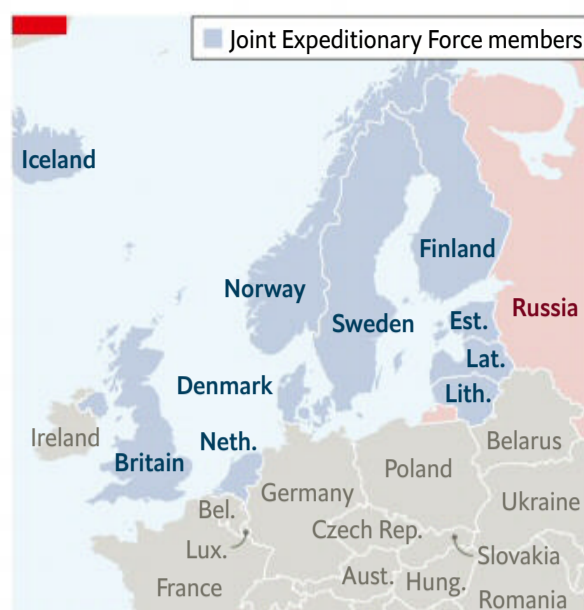 Joint Expeditionary Force members
Iceland
Finland
Norway
Russia
Sweden
Est.
Lat.
Denmark
Lith.
Ireland
Neth.
Britain
Belarus
Poland
Germany
Ukraine
Bel.
Czech Rep.
Lux.
Slovakia
France
Aust.
Hung.
Romania